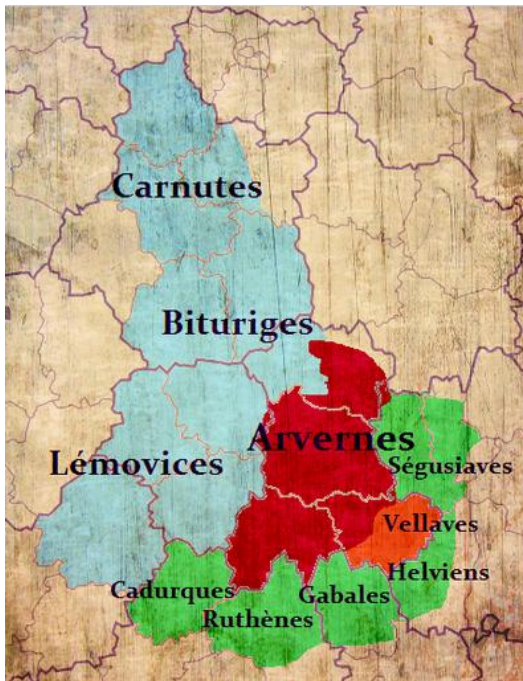 Carnutes
Bituriges
Arvernes
Lémovices
Ségusiaves
Vellaves
Helviens
Cadurques
Gabales
Ruthènes